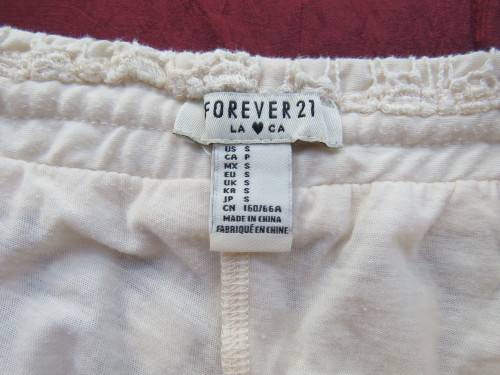 FOREVER 21
LA ♥ CA
US S
CA P
MX S
EU S
UK S
KR S
JP S
CN 160/66A
MADE IN CHINA
FABRIQUÉ EN CHINE